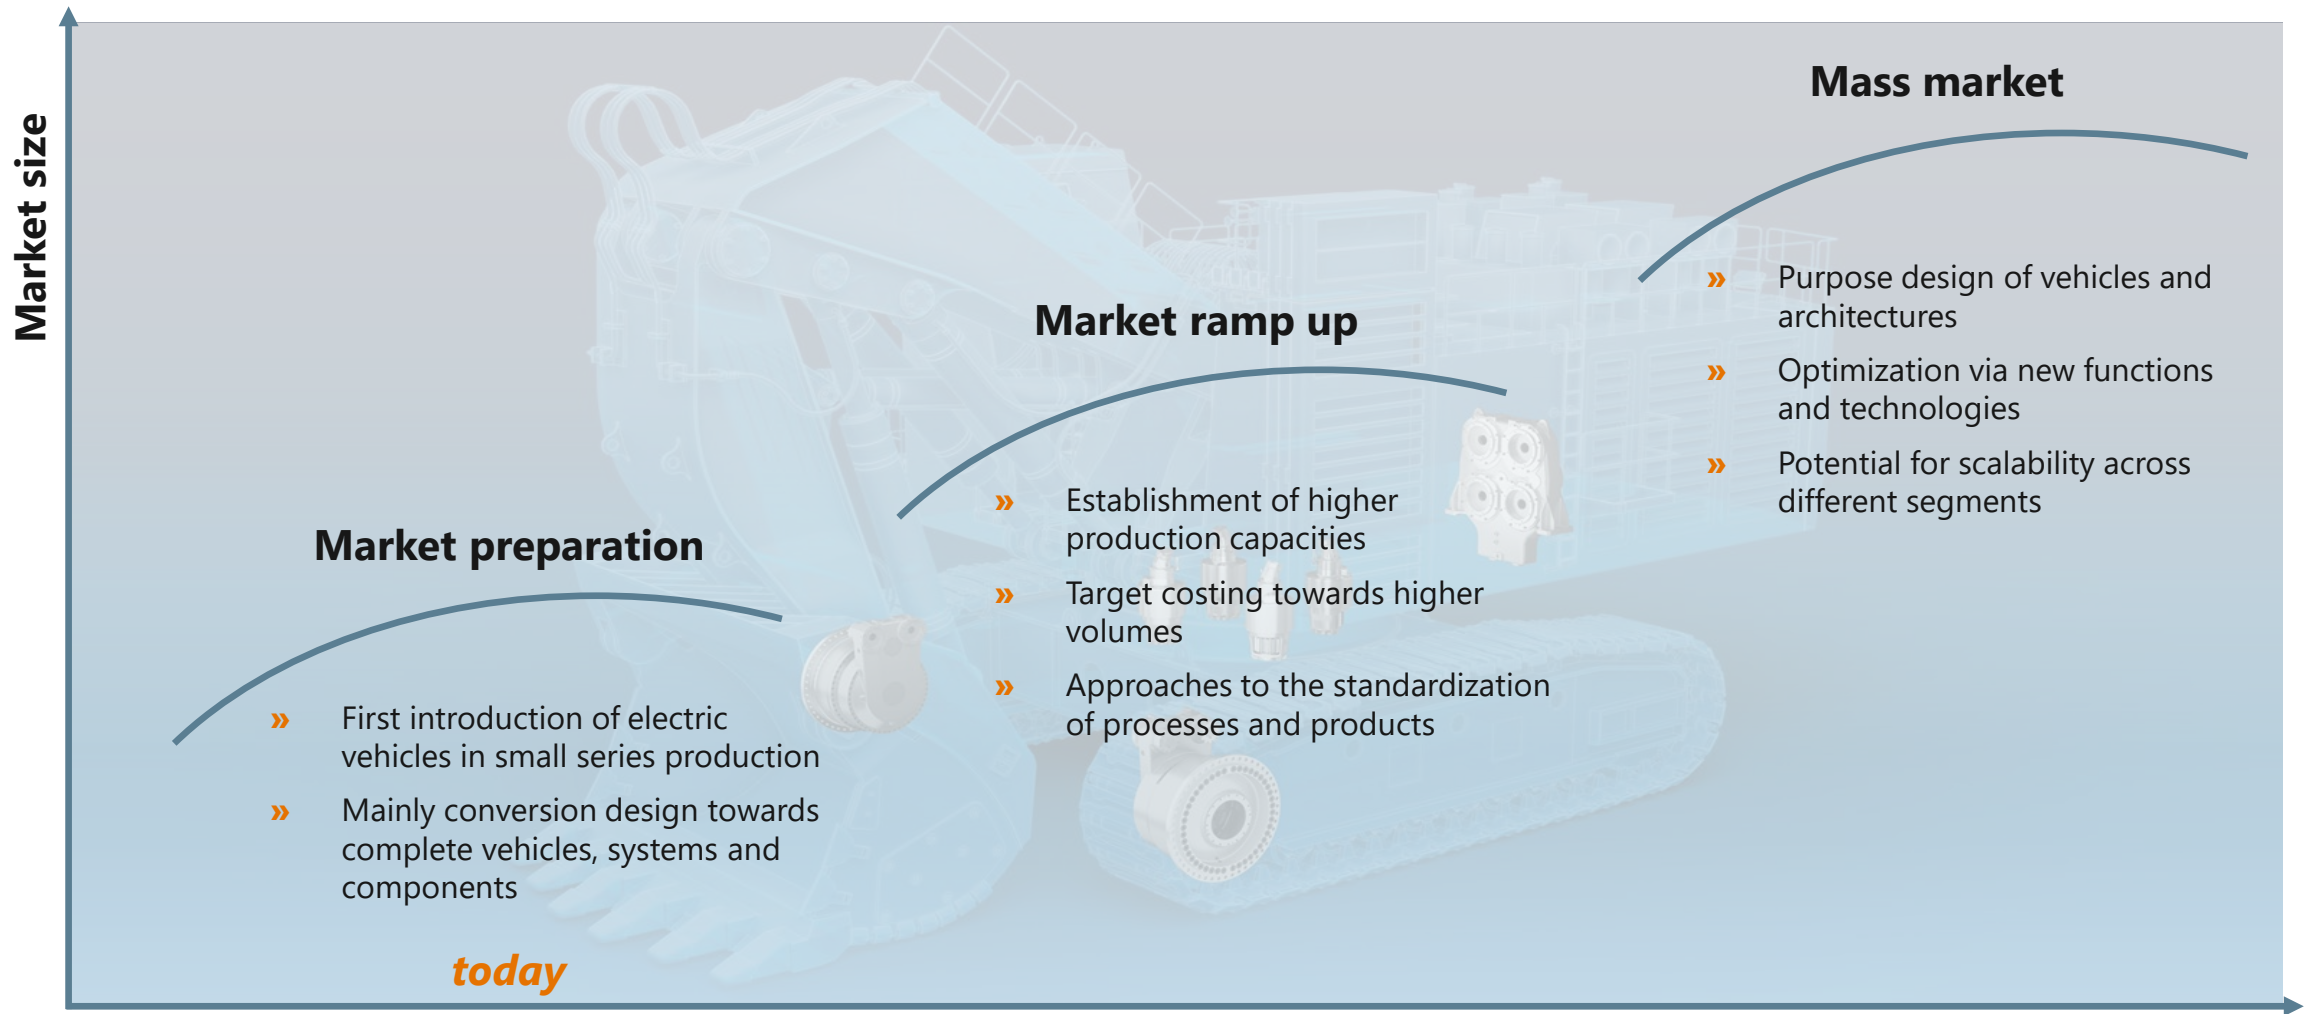 Market size
Mass market
» Purpose design of vehicles and
architectures
» Optimization via new functions
and technologies
» Potential for scalability across
different segments
Market ramp up
» Establishment of higher
production capacities
» Target costing towards higher
volumes
» Approaches to the standardization
of processes and products
Market preparation
» First introduction of electric
vehicles in small series production
» Mainly conversion design towards
complete vehicles, systems and
components
today